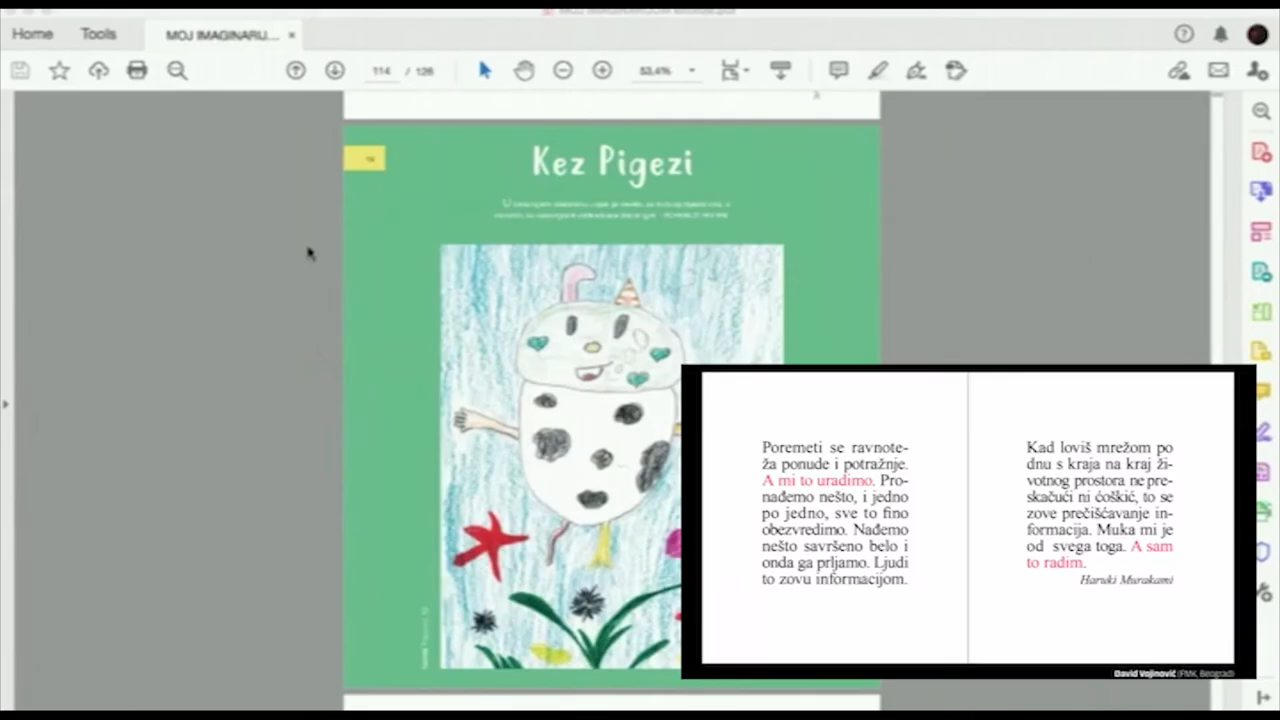 Home
Tools
MOJ IMAGINARIJ...
114 / 126
53,4%
Kez Pigezi
Poremeti se ravnote-
ža ponude i potražnje.
A mi to uradimo. Pro-
nađemo nešto, i jedno
po jedno, sve to fino
obezvredimo. Nađemo
nešto savršeno belo i
onda ga prljamo. Ljudi
to zovu informacijom.
Kad loviš mrežom po
dnu s kraja na kraj ži-
votnog prostora ne pre-
skačući ni ćoškić, to se
zove prečišćavanje in-
formacija. Muka mi je
od svega toga. A sam
to radim.
Haruki Murakami
David Vojinović (FMK, Beograd)